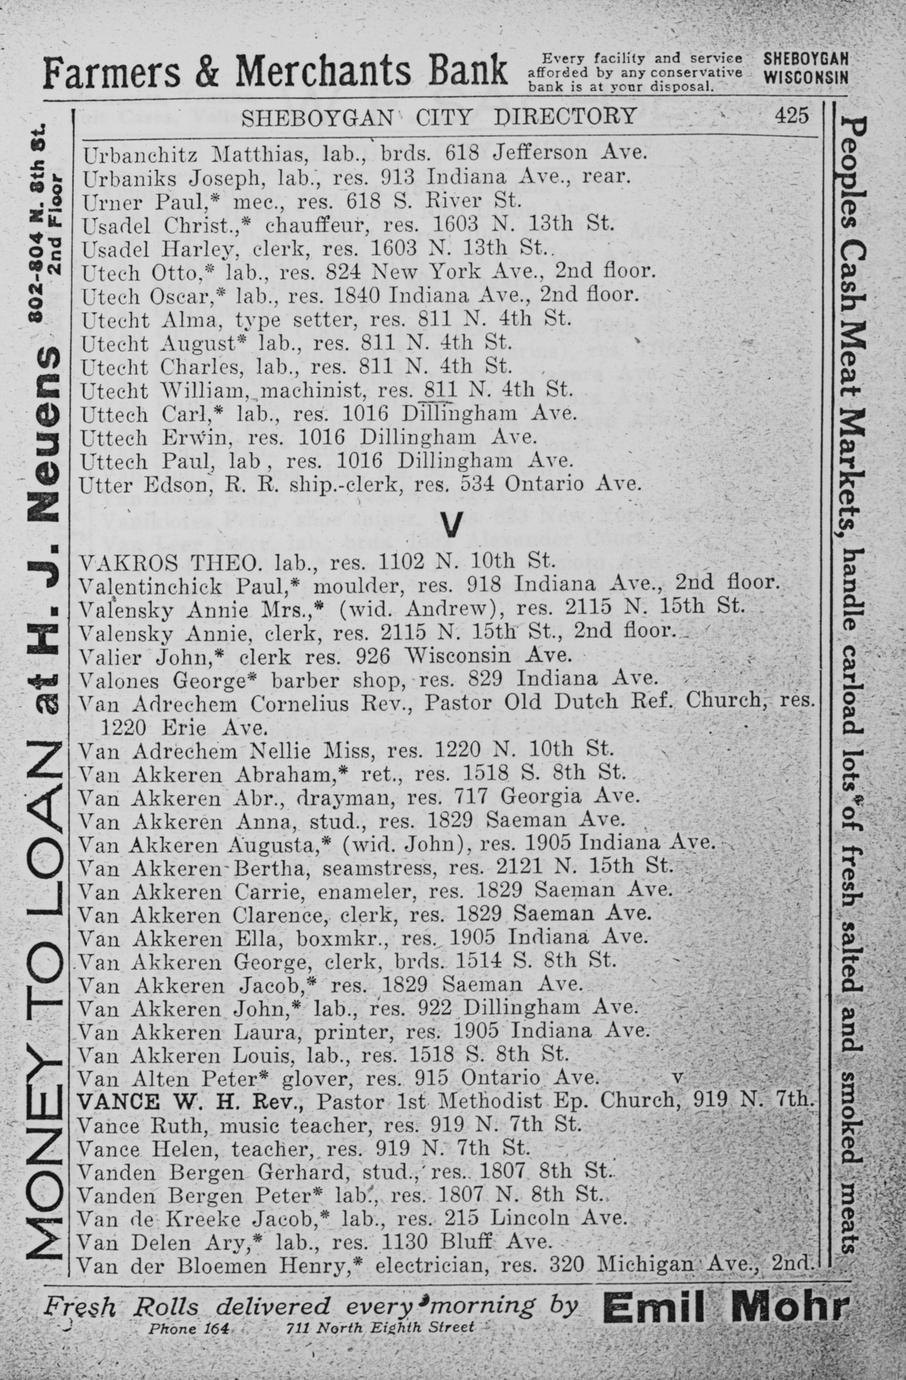 Farmers & Merchants Bank
Every facility and service
afforded by any conservative
bank is at your disposal.
SHEBOYGAN
WISCONSIN
SHEBOYGAN CITY DIRECTORY 425
Urbanchitz Matthias, lab., brds. 618 Jefferson Ave.
Urbaniks Joseph, lab., res. 913 Indiana Ave., rear.
Urner Paul,* mec., res. 618 S. River St.
Usadel Christ.,* chauffeur, res. 1603 N. 13th St.
Usadel Harley, clerk, res. 1603 N. 13th St.
Utech Otto,* lab., res. 824 New York Ave., 2nd floor.
Utech Oscar,* lab., res. 1840 Indiana Ave., 2nd floor.
Utecht Alma, type setter, res. 811 N. 4th St.
Utecht August* lab., res. 811 N. 4th St.
Utecht Charles, lab., res. 811 N. 4th St.
Utecht William, machinist, res. 811 N. 4th St.
Uttech Carl,* lab., res. 1016 Dillingham Ave.
Uttech Erwin, res. 1016 Dillingham Ave.
Uttech Paul, lab , res. 1016 Dillingham Ave.
Utter Edson, R. R. ship.-clerk, res. 534 Ontario Ave.
V
VAKROS THEO. lab., res. 1102 N. 10th St.
Valentinchick Paul,* moulder, res. 918 Indiana Ave., 2nd floor.
Valensky Annie Mrs.,* (wid. Andrew), res. 2115 N. 15th St.
Valensky Annie, clerk, res. 2115 N. 15th St., 2nd floor.
Valier John,* clerk res. 926 Wisconsin Ave.
Valones George* barber shop, res. 829 Indiana Ave.
Van Adrechem Cornelius Rev., Pastor Old Dutch Ref. Church, res.
1220 Erie Ave.
Van Adrechem Nellie Miss, res. 1220 N. 10th St.
Van Akkeren Abraham,* ret., res. 1518 S. 8th St.
Van Akkeren Abr., drayman, res. 717 Georgia Ave.
Van Akkeren Anna, stud., res. 1829 Saeman Ave.
Van Akkeren Augusta,* (wid. John), res. 1905 Indiana Ave.
Van Akkeren Bertha, seamstress, res. 2121 N. 15th St.
Van Akkeren Carrie, enameler, res. 1829 Saeman Ave.
Van Akkeren Clarence, clerk, res. 1829 Saeman Ave.
Van Akkeren Ella, boxmkr., res. 1905 Indiana Ave.
Van Akkeren George, clerk, brds. 1514 S. 8th St.
Van Akkeren Jacob,* res. 1829 Saeman Ave.
Van Akkeren John,* lab., res. 922 Dillingham Ave.
Van Akkeren Laura, printer, res. 1905 Indiana Ave.
Van Akkeren Louis, lab., res. 1518 S. 8th St.
Van Alten Peter* glover, res. 915 Ontario Ave. v
VANCE W. H. Rev., Pastor 1st Methodist Ep. Church, 919 N. 7th.
Vance Ruth, music teacher, res. 919 N. 7th St.
Vance Helen, teacher, res. 919 N. 7th St.
Vanden Bergen Gerhard, stud., res. 1807 8th St.
Vanden Bergen Peter* lab., res. 1807 N. 8th St.
Van de Kreeke Jacob,* lab., res. 215 Lincoln Ave.
Van Delen Ary,* lab., res. 1130 Bluff Ave.
Van der Bloemen Henry,* electrician, res. 320 Michigan Ave., 2nd.
MONEY TO LOAN at H. J. Neuens 802-804 N. 8th St.
2nd Floor
Peoples Cash Meat Markets, handle carload lots of fresh salted and smoked meats
Fresh Rolls delivered every morning by Emil Mohr
Phone 164 711 North Eighth Street